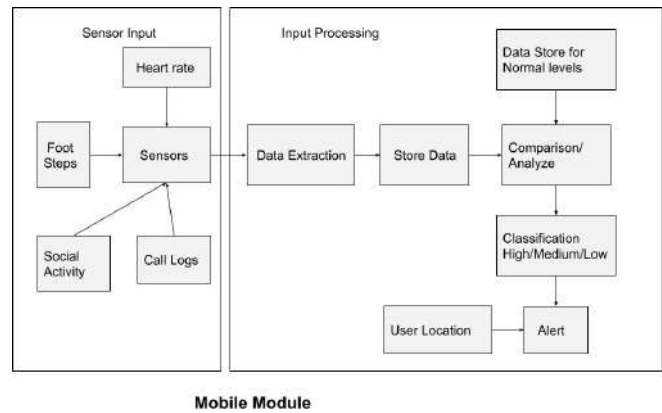 Sensor Input
Input Processing
Heart rate
Data Store for
Normal levels
Foot
Steps
Sensors
Data Extraction
Store Data
Comparison/
Analyze
Social
Activity
Call Logs
Classification
High/Medium/Low
User Location
Alert
Mobile Module